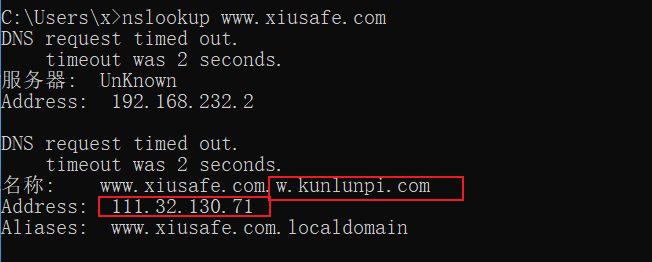 C:\Users\x>nslookup www.xiusafe.com
DNS request timed out.
    timeout was 2 seconds.
服务器:  UnKnown
Address:  192.168.232.2

DNS request timed out.
    timeout was 2 seconds.
名称:    www.xiusafe.com.w.kunlunpi.com
Address:  111.32.130.71
Aliases:  www.xiusafe.com.localdomain